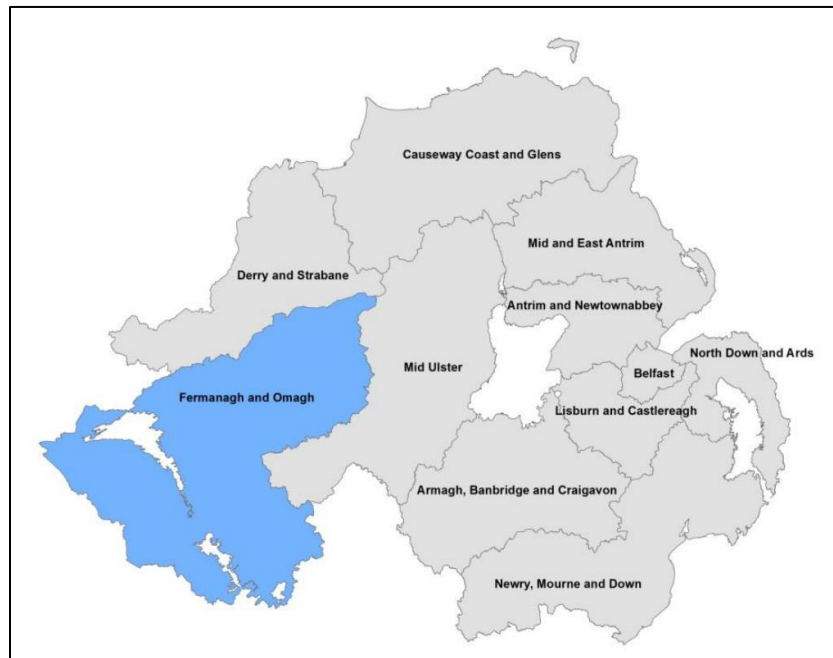 Causeway Coast and Glens
Mid and East Antrim
Derry and Strabane
Antrim and Newtownabbey
North Down and Ards
Mid Ulster
Belfast
Fermanagh and Omagh
Lisburn and Castlereagh
Armagh, Banbridge and Craigavon
Newry, Mourne and Down